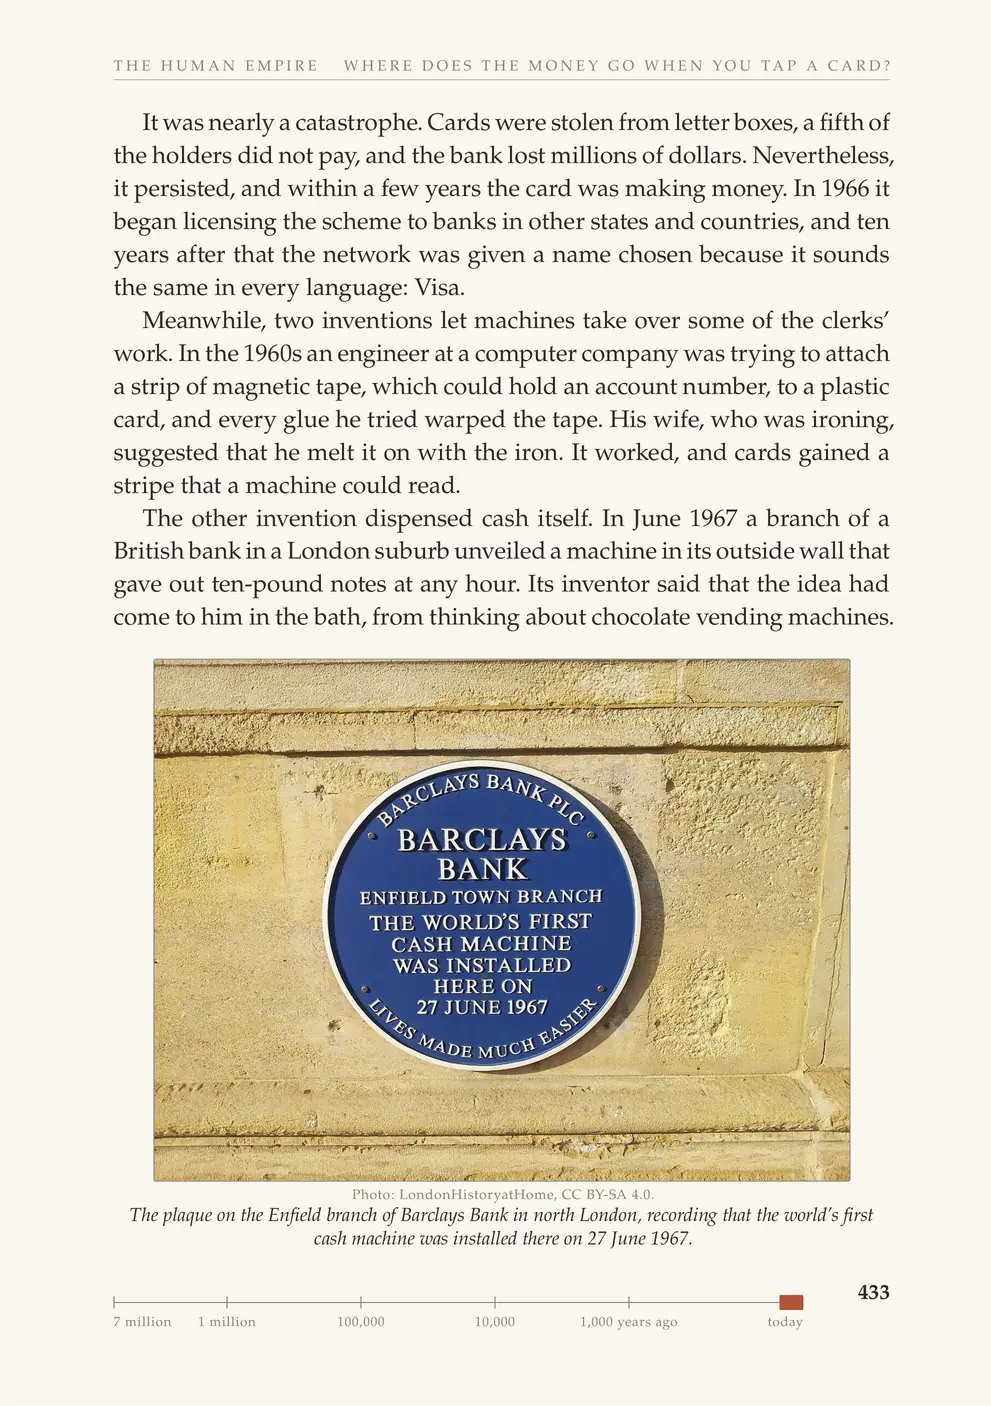 THE HUMAN EMPIRE WHERE DOES THE MONEY GO WHEN YOU TAP A CARD?
It was nearly a catastrophe. Cards were stolen from letter boxes, a fifth of
the holders did not pay, and the bank lost millions of dollars. Nevertheless,
it persisted, and within a few years the card was making money. In 1966 it
began licensing the scheme to banks in other states and countries, and ten
years after that the network was given a name chosen because it sounds
the same in every language: Visa.
Meanwhile, two inventions let machines take over some of the clerks’
work. In the 1960s an engineer at a computer company was trying to attach
a strip of magnetic tape, which could hold an account number, to a plastic
card, and every glue he tried warped the tape. His wife, who was ironing,
suggested that he melt it on with the iron. It worked, and cards gained a
stripe that a machine could read.
The other invention dispensed cash itself. In June 1967 a branch of a
British bank in a London suburb unveiled a machine in its outside wall that
gave out ten-pound notes at any hour. Its inventor said that the idea had
come to him in the bath, from thinking about chocolate vending machines.
BARCLAYS BANK PLC
BARCLAYS
BANK
ENFIELD TOWN BRANCH
THE WORLD'S FIRST
CASH MACHINE
WAS INSTALLED
HERE ON
27 JUNE 1967
LIVES MADE MUCH EASIER
Photo: LondonHistoryatHome, CC BY-SA 4.0.
The plaque on the Enfield branch of Barclays Bank in north London, recording that the world’s first
cash machine was installed there on 27 June 1967.
433
7 million 1 million 100,000 10,000 1,000 years ago today